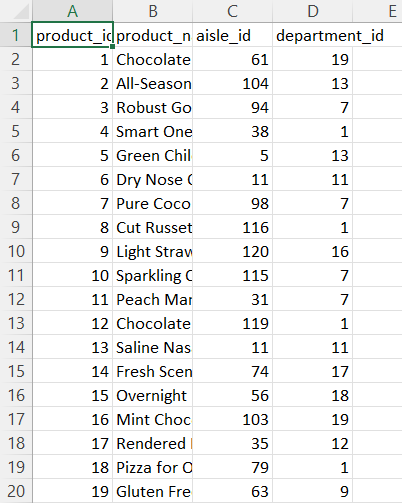 A B C D E
1 product_id product_n aisle_id department_id
2 1 Chocolate 61 19
3 2 All-Season 104 13
4 3 Robust Go 94 7
5 4 Smart One 38 1
6 5 Green Chil 5 13
7 6 Dry Nose 11 11
8 7 Pure Coco 98 7
9 8 Cut Russet 116 1
10 9 Light Straw 120 16
11 10 Sparkling 115 7
12 11 Peach Mar 31 7
13 12 Chocolate 119 1
14 13 Saline Nas 11 11
15 14 Fresh Scen 74 17
16 15 Overnight 56 18
17 16 Mint Choc 103 19
18 17 Rendered 35 12
19 18 Pizza for O 79 1
20 19 Gluten Fre 63 9